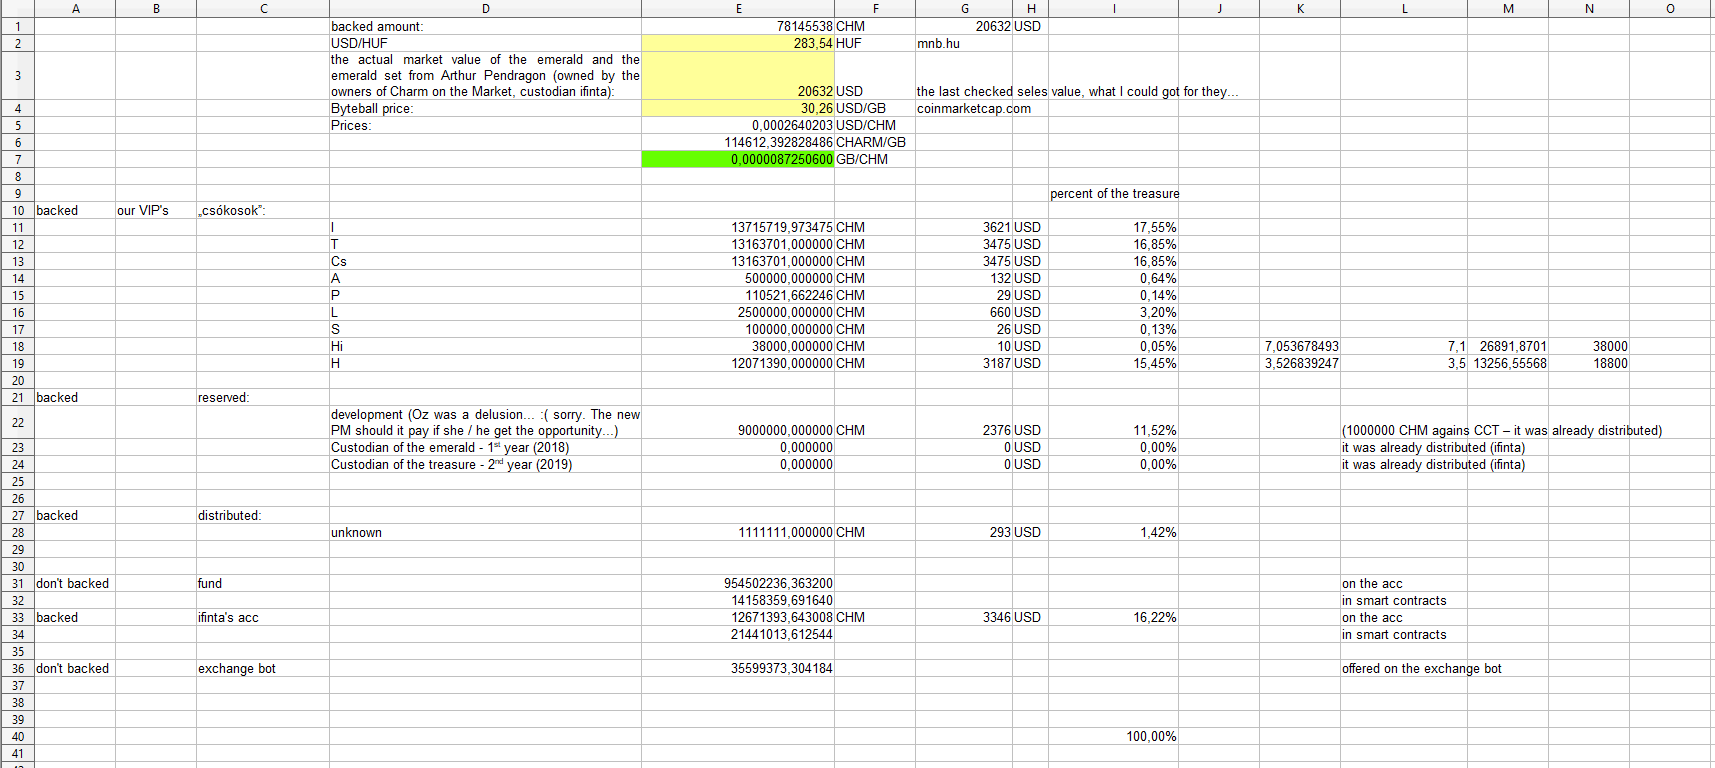 A B C D E F G H I J K L M N O
1 backed amount: 78145538 CHM 20632 USD
2 USD/HUF 283,54 HUF mnb.hu
the actual market value of the emerald and the
3 emerald set from Arthur Pendragon (owned by the
owners of Charm on the Market, custodian ifinta): 20632 USD the last checked seles value, what I could got for they...
4 Byteball price: 30,26 USD/GB coinmarketcap.com
5 Prices: 0,0002640203 USD/CHM
6 114612,392828486 CHARM/GB
7 0,0000087250600 GB/CHM
8
9 percent of the treasure
10 backed our VIP's „csókosok”:
11 I 13715719,973475 CHM 3621 USD 17,55%
12 T 13163701,000000 CHM 3475 USD 16,85%
13 Cs 13163701,000000 CHM 3475 USD 16,85%
14 A 500000,000000 CHM 132 USD 0,64%
15 P 110521,662246 CHM 29 USD 0,14%
16 L 2500000,000000 CHM 660 USD 3,20%
17 S 100000,000000 CHM 26 USD 0,13%
18 Hi 38000,000000 CHM 10 USD 0,05% 7,053678493 7,1 26891,8701 38000
19 H 12071390,000000 CHM 3187 USD 15,45% 3,526839247 3,5 13256,55568 18800
20
21 backed reserved:
development (Oz was a delusion... :( sorry. The new
22 PM should it pay if she / he get the opportunity...) 9000000,000000 CHM 2376 USD 11,52% (1000000 CHM agains CCT – it was already distributed)
23 Custodian of the emerald - 1st year (2018) 0,000000 0 USD 0,00% it was already distributed (ifinta)
24 Custodian of the treasure - 2nd year (2019) 0,000000 0 USD 0,00% it was already distributed (ifinta)
25
26
27 backed distributed:
28 unknown 1111111,000000 CHM 293 USD 1,42%
29
30
31 don't backed fund 954502236,363200 on the acc
32 14158359,691640 in smart contracts
33 backed ifinta's acc 12671393,643008 CHM 3346 USD 16,22% on the acc
34 21441013,612544 in smart contracts
35
36 don't backed exchange bot 35599373,304184 offered on the exchange bot
37
38
39
40 100,00%
41